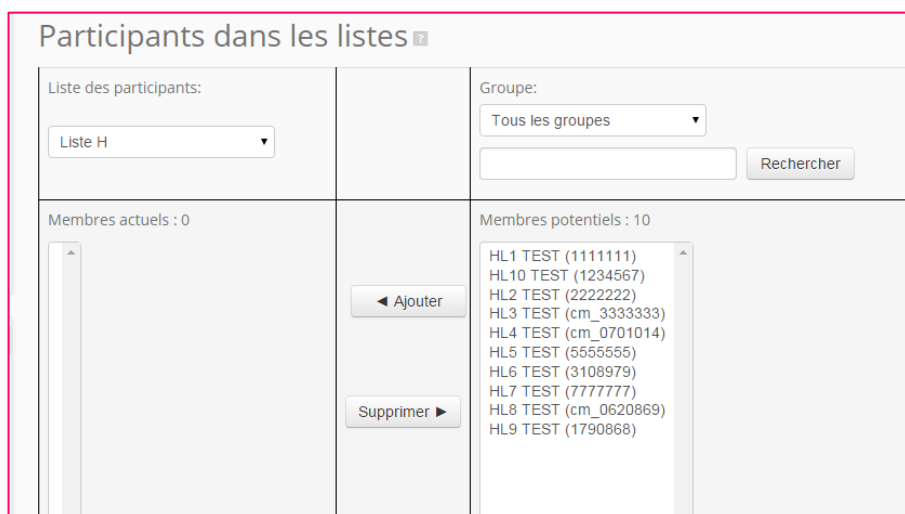 Participants dans les listes ?
Liste des participants:
Liste H
Groupe:
Tous les groupes
Rechercher
Membres actuels : 0
◄ Ajouter
Supprimer ►
Membres potentiels : 10
HL1 TEST (1111111)
HL10 TEST (1234567)
HL2 TEST (2222222)
HL3 TEST (cm_3333333)
HL4 TEST (cm_0701014)
HL5 TEST (5555555)
HL6 TEST (3108979)
HL7 TEST (7777777)
HL8 TEST (cm_0620869)
HL9 TEST (1790868)